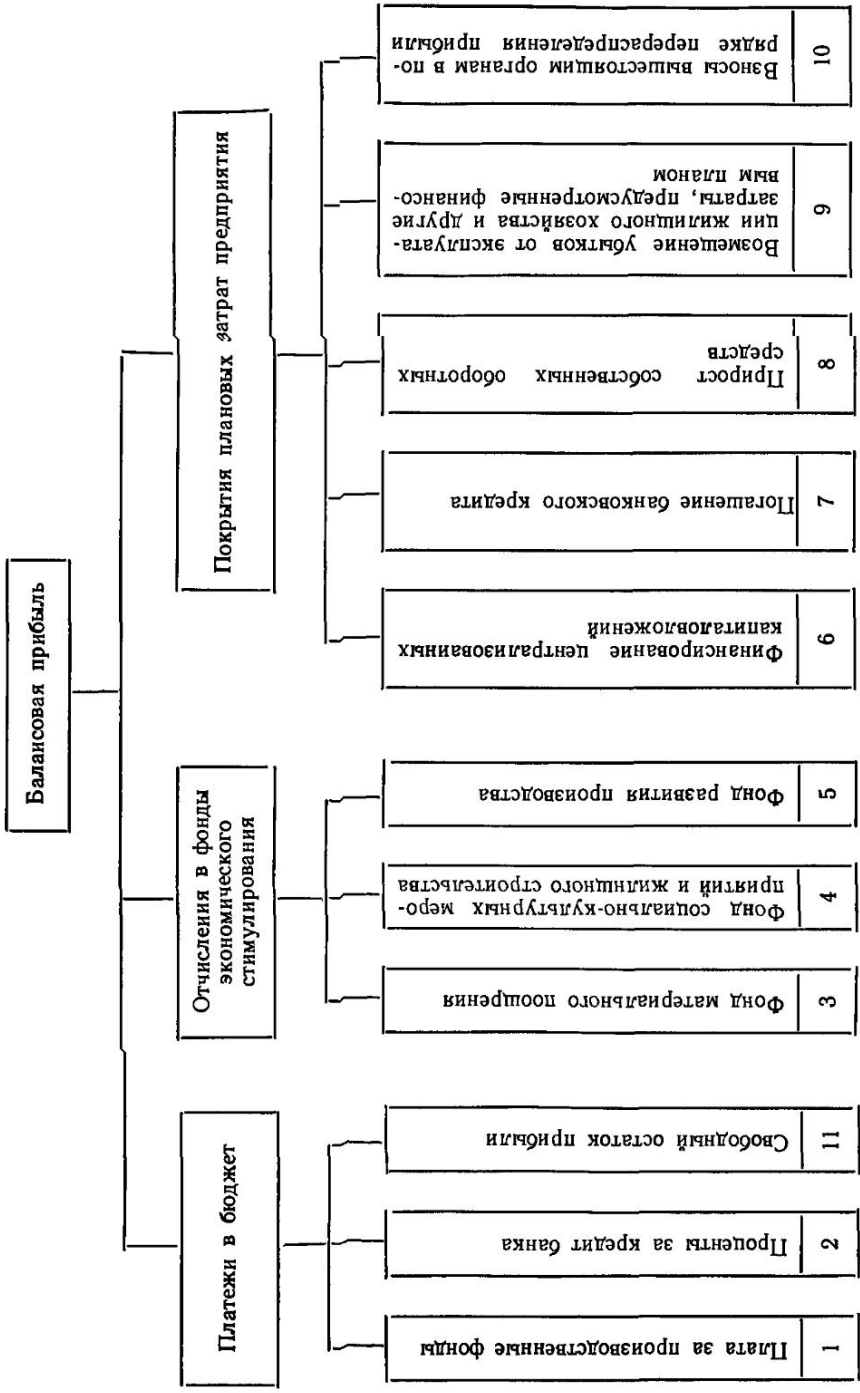 Балансовая прибыль
Платежи в бюджет
Отчисления в фонды
экономического
стимулирования
Покрытия плановых затрат предприятия
Плата за производственные фонды
1
Проценты за кредит банка
2
Свободный остаток прибыли
11
Фонд материального поощрения
3
Фонд социально-культурных меро-
приятий и жилищного строительства
4
Фонд развития производства
5
Финансирование централизованных
капиталовложений
6
Погашение банковского кредита
7
Прирост собственных оборотных
средств
8
Возмещение убытков от эксплуата-
ции жилищного хозяйства и другие
затраты, предусмотренные финансо-
вым планом
9
Взносы вышестоящим органам в по-
рядке перераспределения прибыли
10